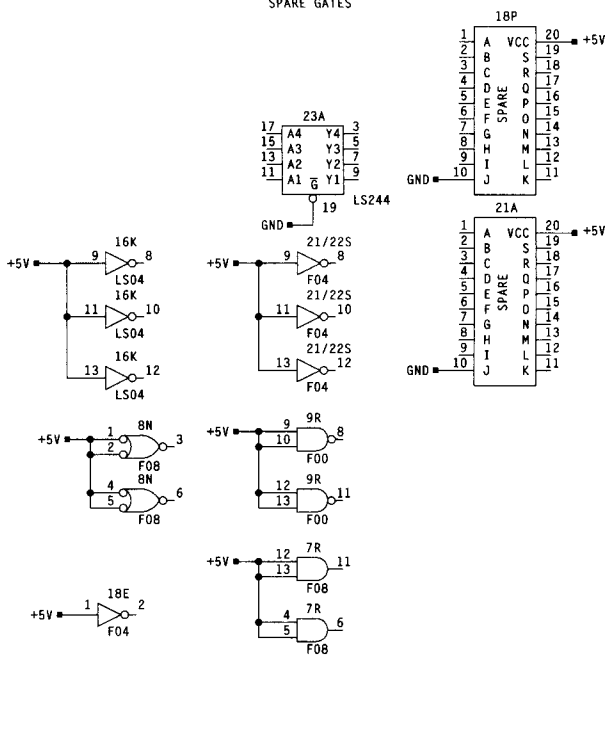 SPARE GATES
18P
1 A VCC 20 +5V
2 B S 19
3 C R 18
4 D Q 17
5 E P 16
6 F O 15
7 G N 14
8 H M 13
9 I L 12
GND 10 J K 11
SPARE
23A
17 A4 Y4 3
15 A3 Y3 5
13 A2 Y2 7
11 A1 G Y1 9
19 LS244
GND
21A
1 A VCC 20 +5V
2 B S 19
3 C R 18
4 D Q 17
5 E P 16
6 F O 15
7 G N 14
8 H M 13
9 I L 12
GND 10 J K 11
SPARE
16K
+5V 9 8
LS04
16K
11 10
LS04
16K
13 12
LS04
21/22S
+5V 9 8
F04
21/22S
11 10
F04
21/22S
13 12
F04
8N
+5V 1 3
2
F08
8N
4 6
5
F08
9R
+5V 9 8
10
F00
9R
12 11
13
F00
7R
+5V 12 11
13
F08
7R
4 6
5
F08
18E
+5V 1 2
F04